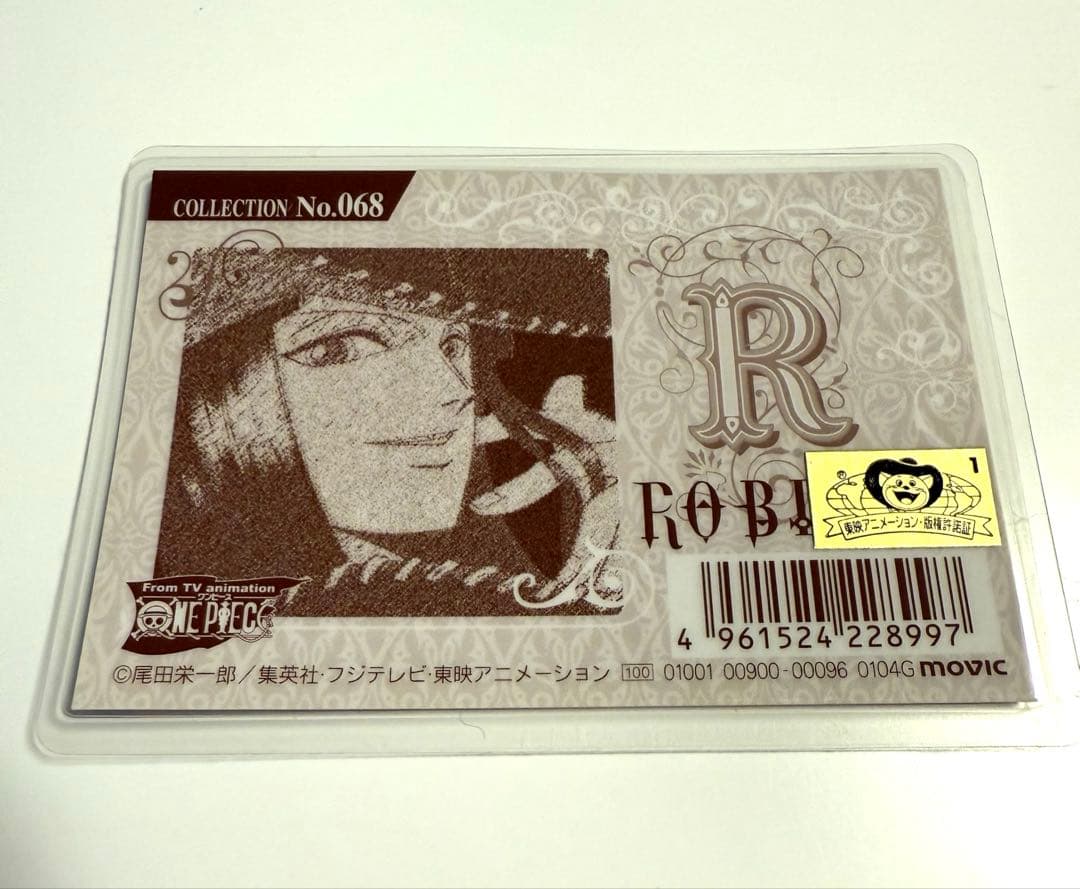 COLLECTION No.068
R
ROBI
1
東映アニメーション・版権許諾証
From TV animation
ワンピース
ONE PIECE
4 961524 228997
©尾田栄一郎／集英社・フジテレビ・東映アニメーション 100 01001 00900-00096 0104G movic